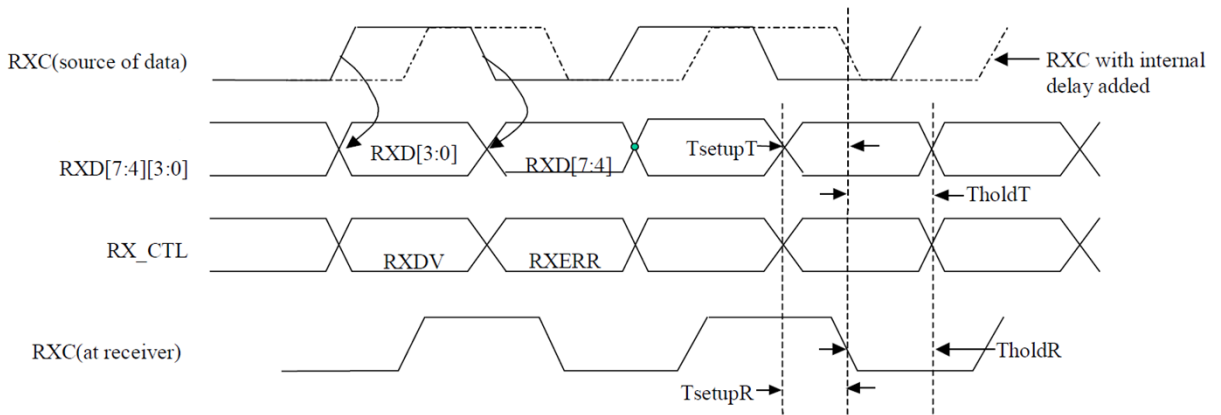 RXC(source of data)
RXC with internal
delay added
RXD[7:4][3:0]
RXD[3:0]
RXD[7:4]
TsetupT
TholdT
RX_CTL
RXDV
RXERR
RXC(at receiver)
TholdR
TsetupR